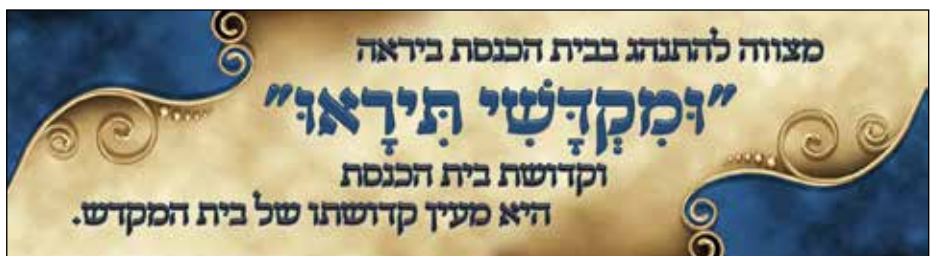 מצווה להתנהג בבית הכנסת ביראה
"וּמִקְדָּשִׁי תִּירָאוּ"
וקדושת בית הכנסת
היא מעין קדושתו של בית המקדש.